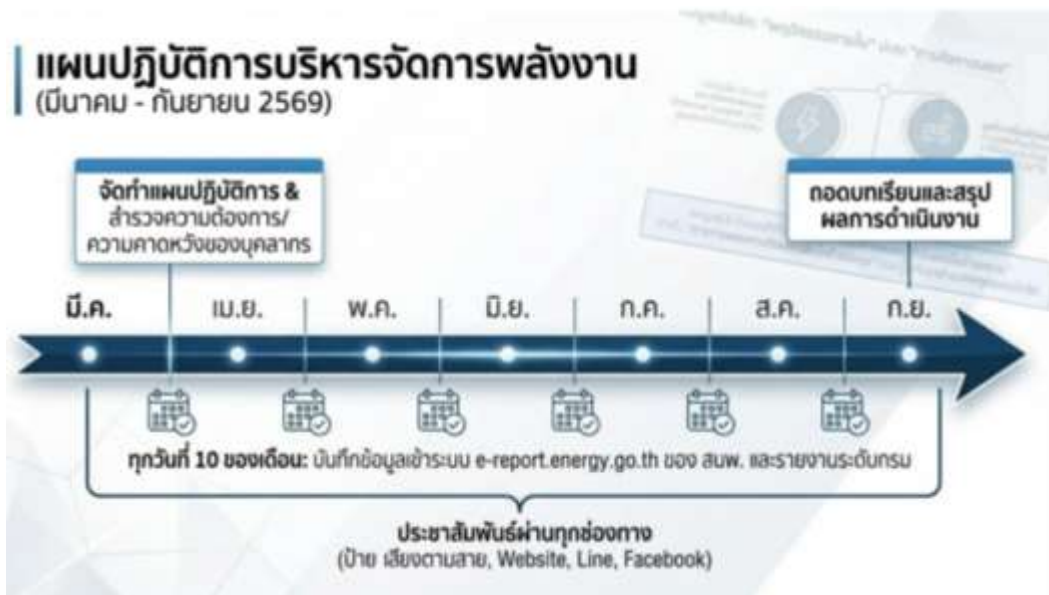 แผนปฏิบัติการบริหารจัดการพลังงาน
(มีนาคม - กันยายน 2569)
จัดทำแผนปฏิบัติการ &
สำรวจความต้องการ/
ความคาดหวังของบุคลากร
ถอดบทเรียนและสรุป
ผลการดำเนินงาน
มี.ค. เม.ย. พ.ค. มิ.ย. ก.ค. ส.ค. ก.ย.
ทุกวันที่ 10 ของเดือน: บันทึกข้อมูลเข้าระบบ e-report.energy.go.th ของ สนพ. และรายงานระดับกรม
ประชาสัมพันธ์ผ่านทุกช่องทาง
(ป้าย เสียงตามสาย, Website, Line, Facebook)